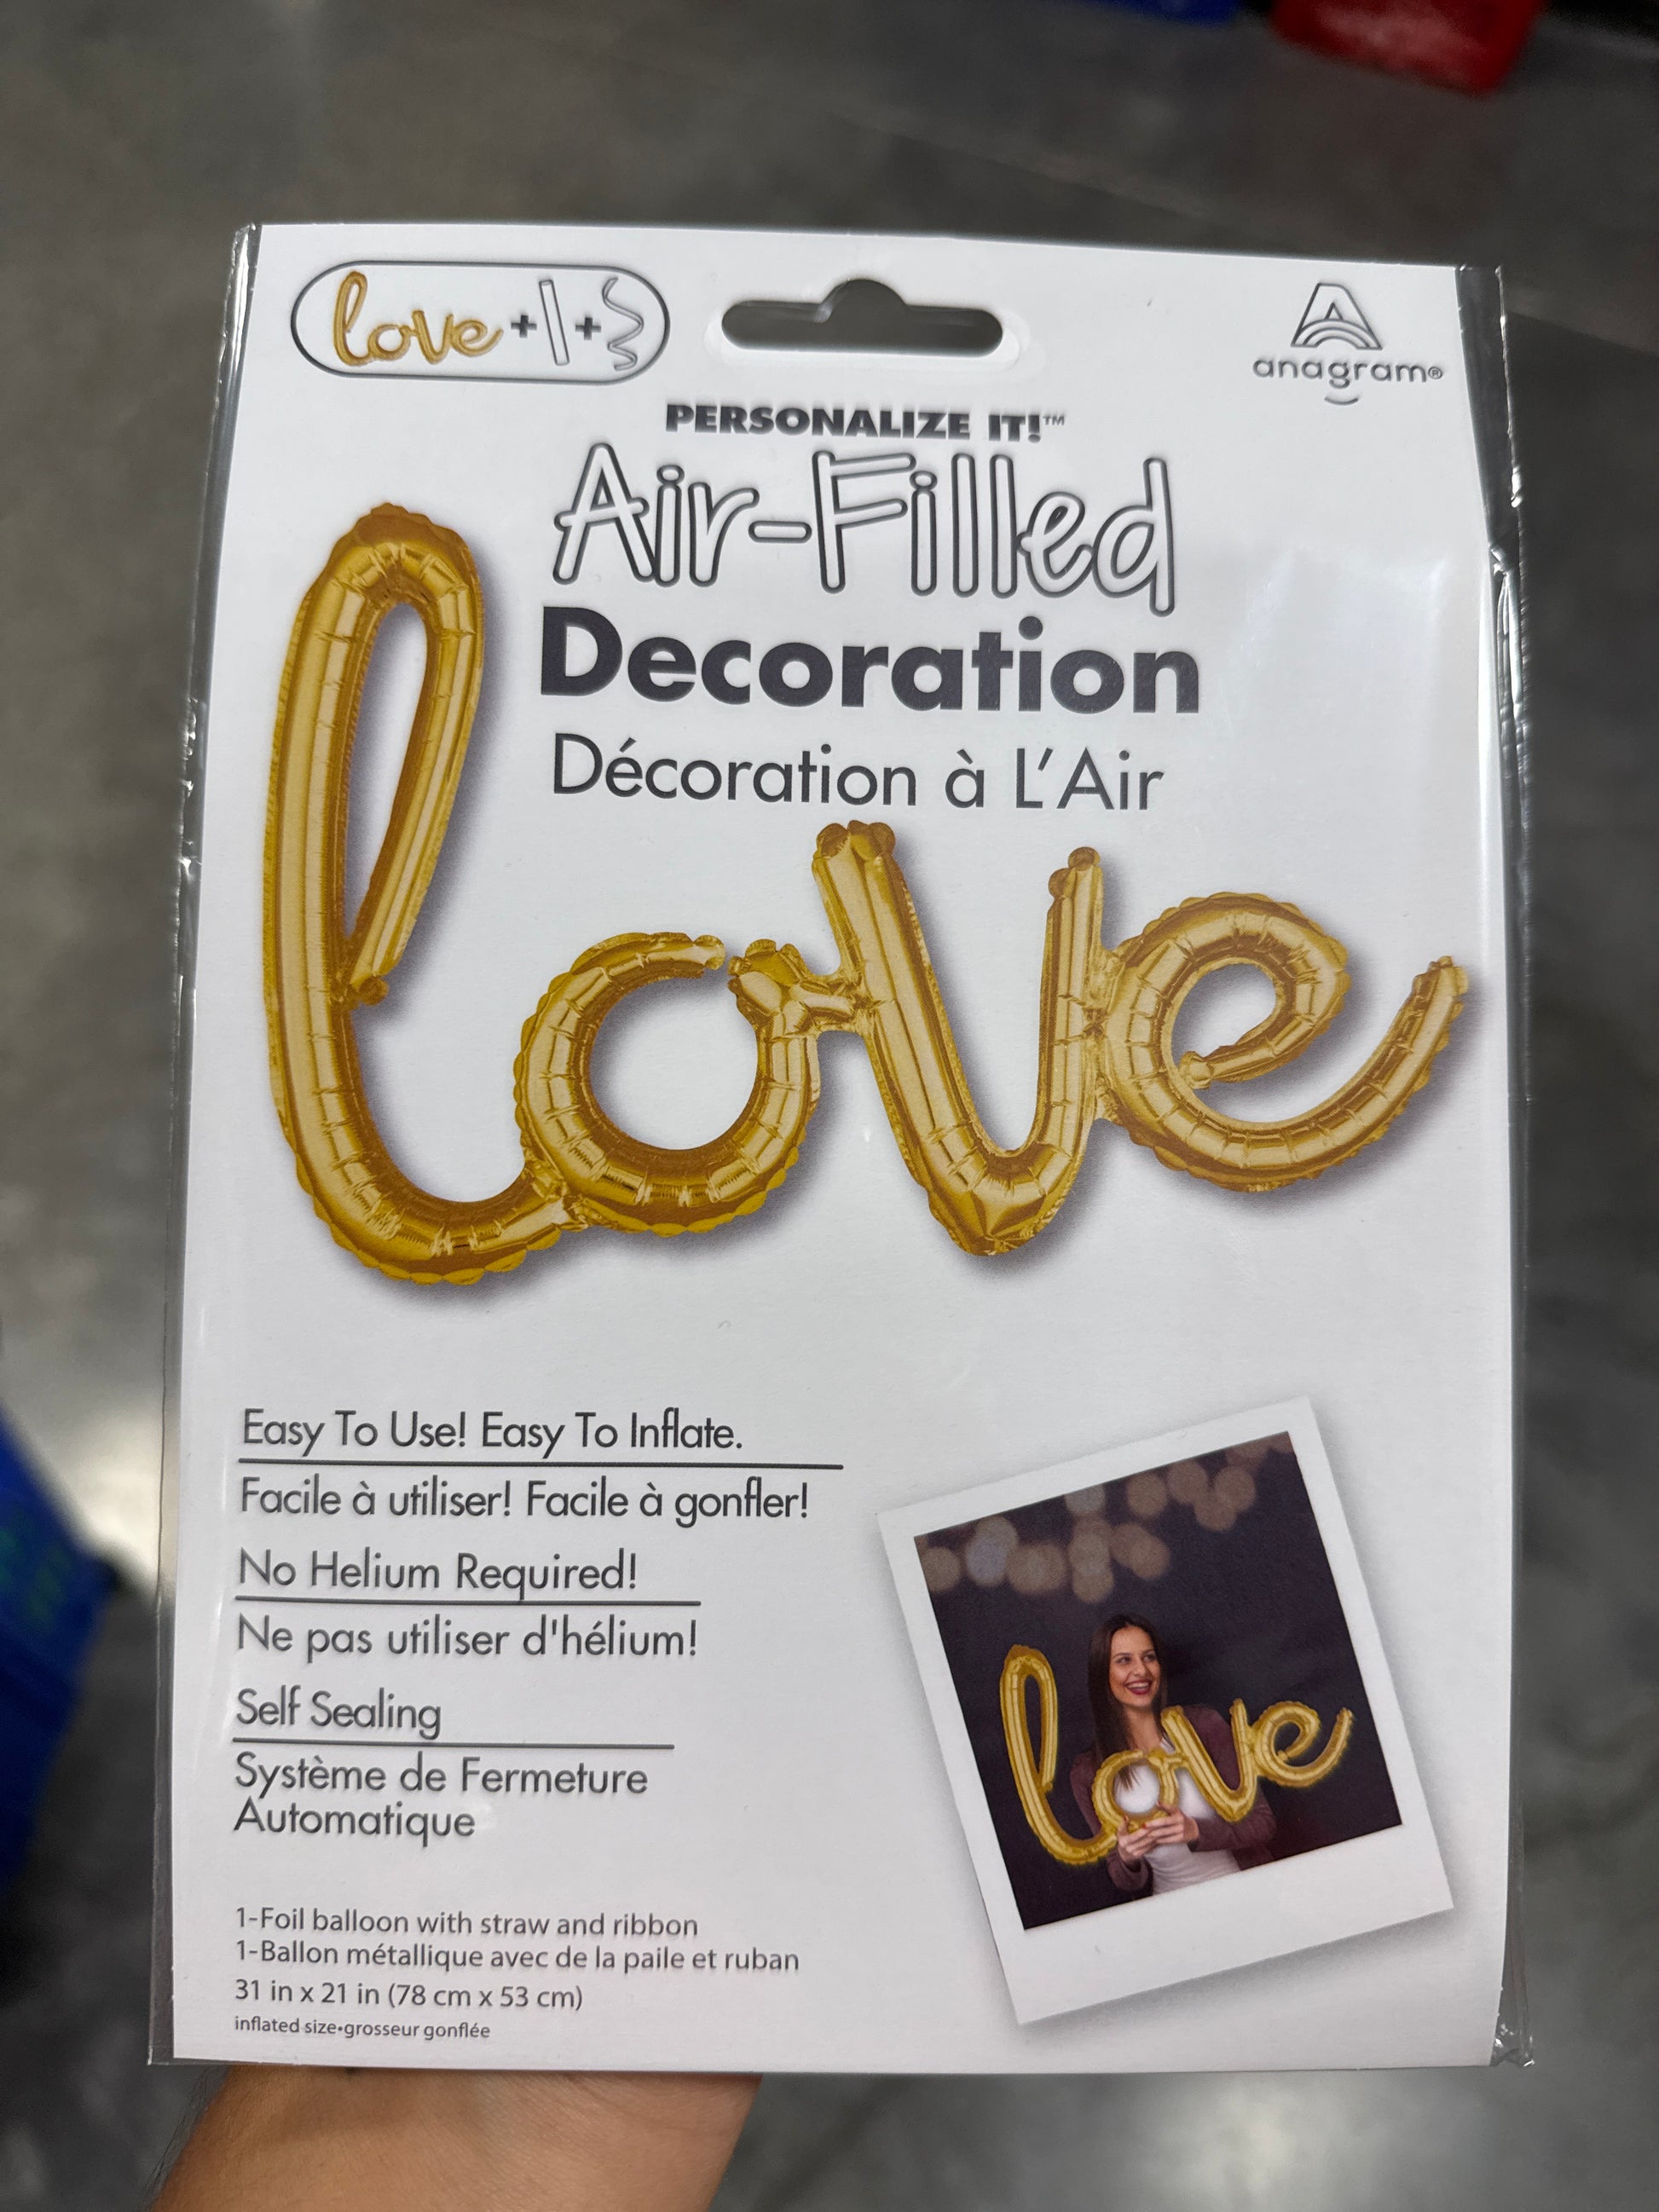 love + +
anagram®
PERSONALIZE IT!™
Air-Filled
Decoration
Décoration à L'Air
love
Easy To Use! Easy To Inflate.
Facile à utiliser! Facile à gonfler!
No Helium Required!
Ne pas utiliser d'hélium!
Self Sealing
Système de Fermeture
Automatique
love
1-Foil balloon with straw and ribbon
1-Ballon métallique avec de la paile et ruban
31 in x 21 in (78 cm x 53 cm)
inflated size•grosseur gonflée